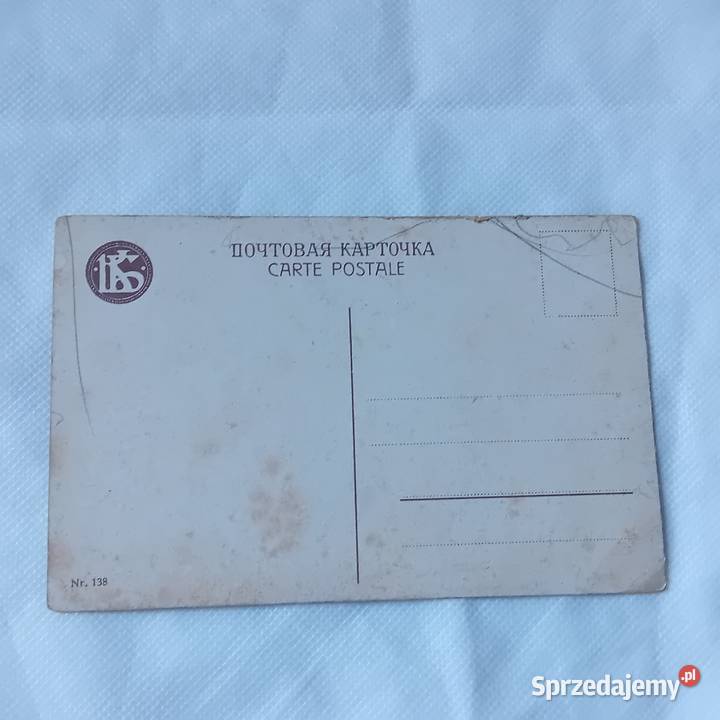 ПОЧТОВАЯ КАРТОЧКА
CARTE POSTALE
Nr. 138
Sprzedajemy.pl